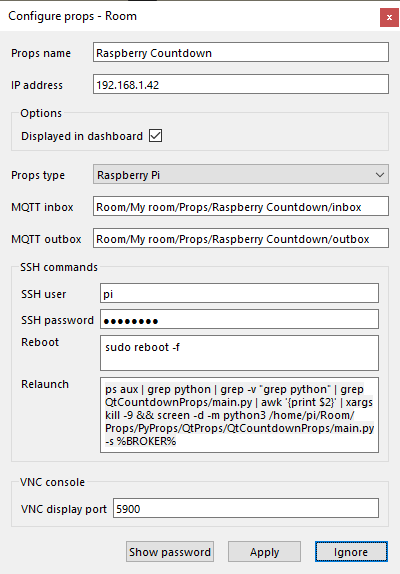 Configure props - Room
Props name Raspberry Countdown
IP address 192.168.1.42
Options
Displayed in dashboard
Props type Raspberry Pi
MQTT inbox Room/My room/Props/Raspberry Countdown/inbox
MQTT outbox Room/My room/Props/Raspberry Countdown/outbox
SSH commands
SSH user pi
SSH password ●●●●●●●●
Reboot sudo reboot -f
Relaunch ps aux | grep python | grep -v "grep python" | grep
QtCountdownProps/main.py | awk '{print $2}' | xargs
kill -9 && screen -d -m python3 /home/pi/Room/
Props/PyProps/QtProps/QtCountdownProps/main.py
-s %BROKER%
VNC console
VNC display port 5900
Show password Apply Ignore